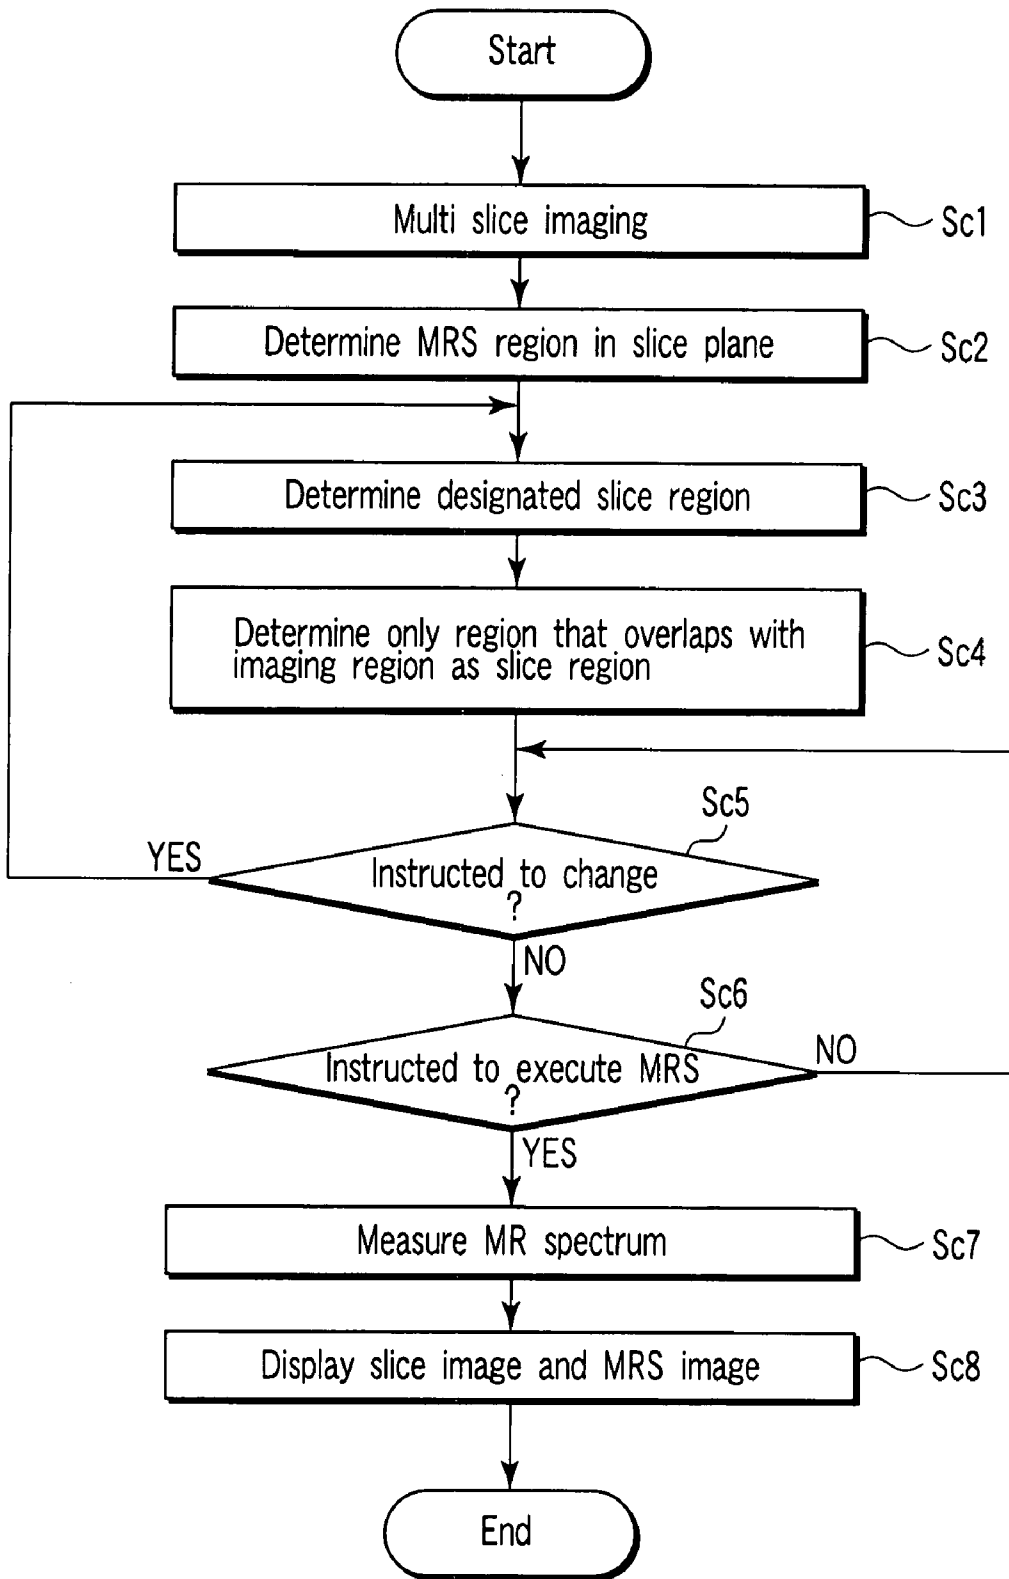 Start
Multi slice imaging
Sc1
Determine MRS region in slice plane
Sc2
Determine designated slice region
Sc3
Determine only region that overlaps with
imaging region as slice region
Sc4
Sc5
YES
Instructed to change
?
NO
Sc6
Instructed to execute MRS
?
NO
YES
Measure MR spectrum
Sc7
Display slice image and MRS image
Sc8
End